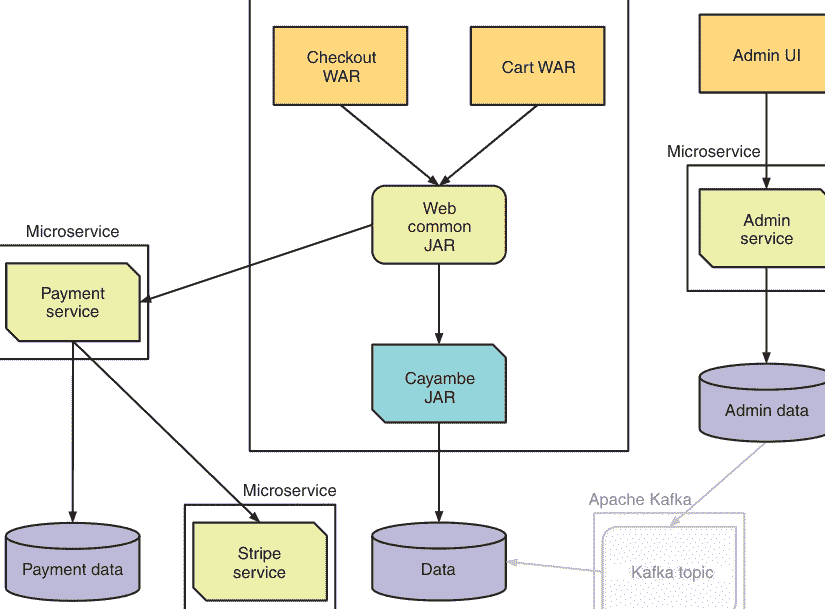 Checkout
WAR
Cart WAR
Admin UI
Microservice
Web
common
JAR
Admin
service
Microservice
Payment
service
Cayambe
JAR
Admin data
Microservice
Apache Kafka
Payment data
Stripe
service
Data
Kafka topic